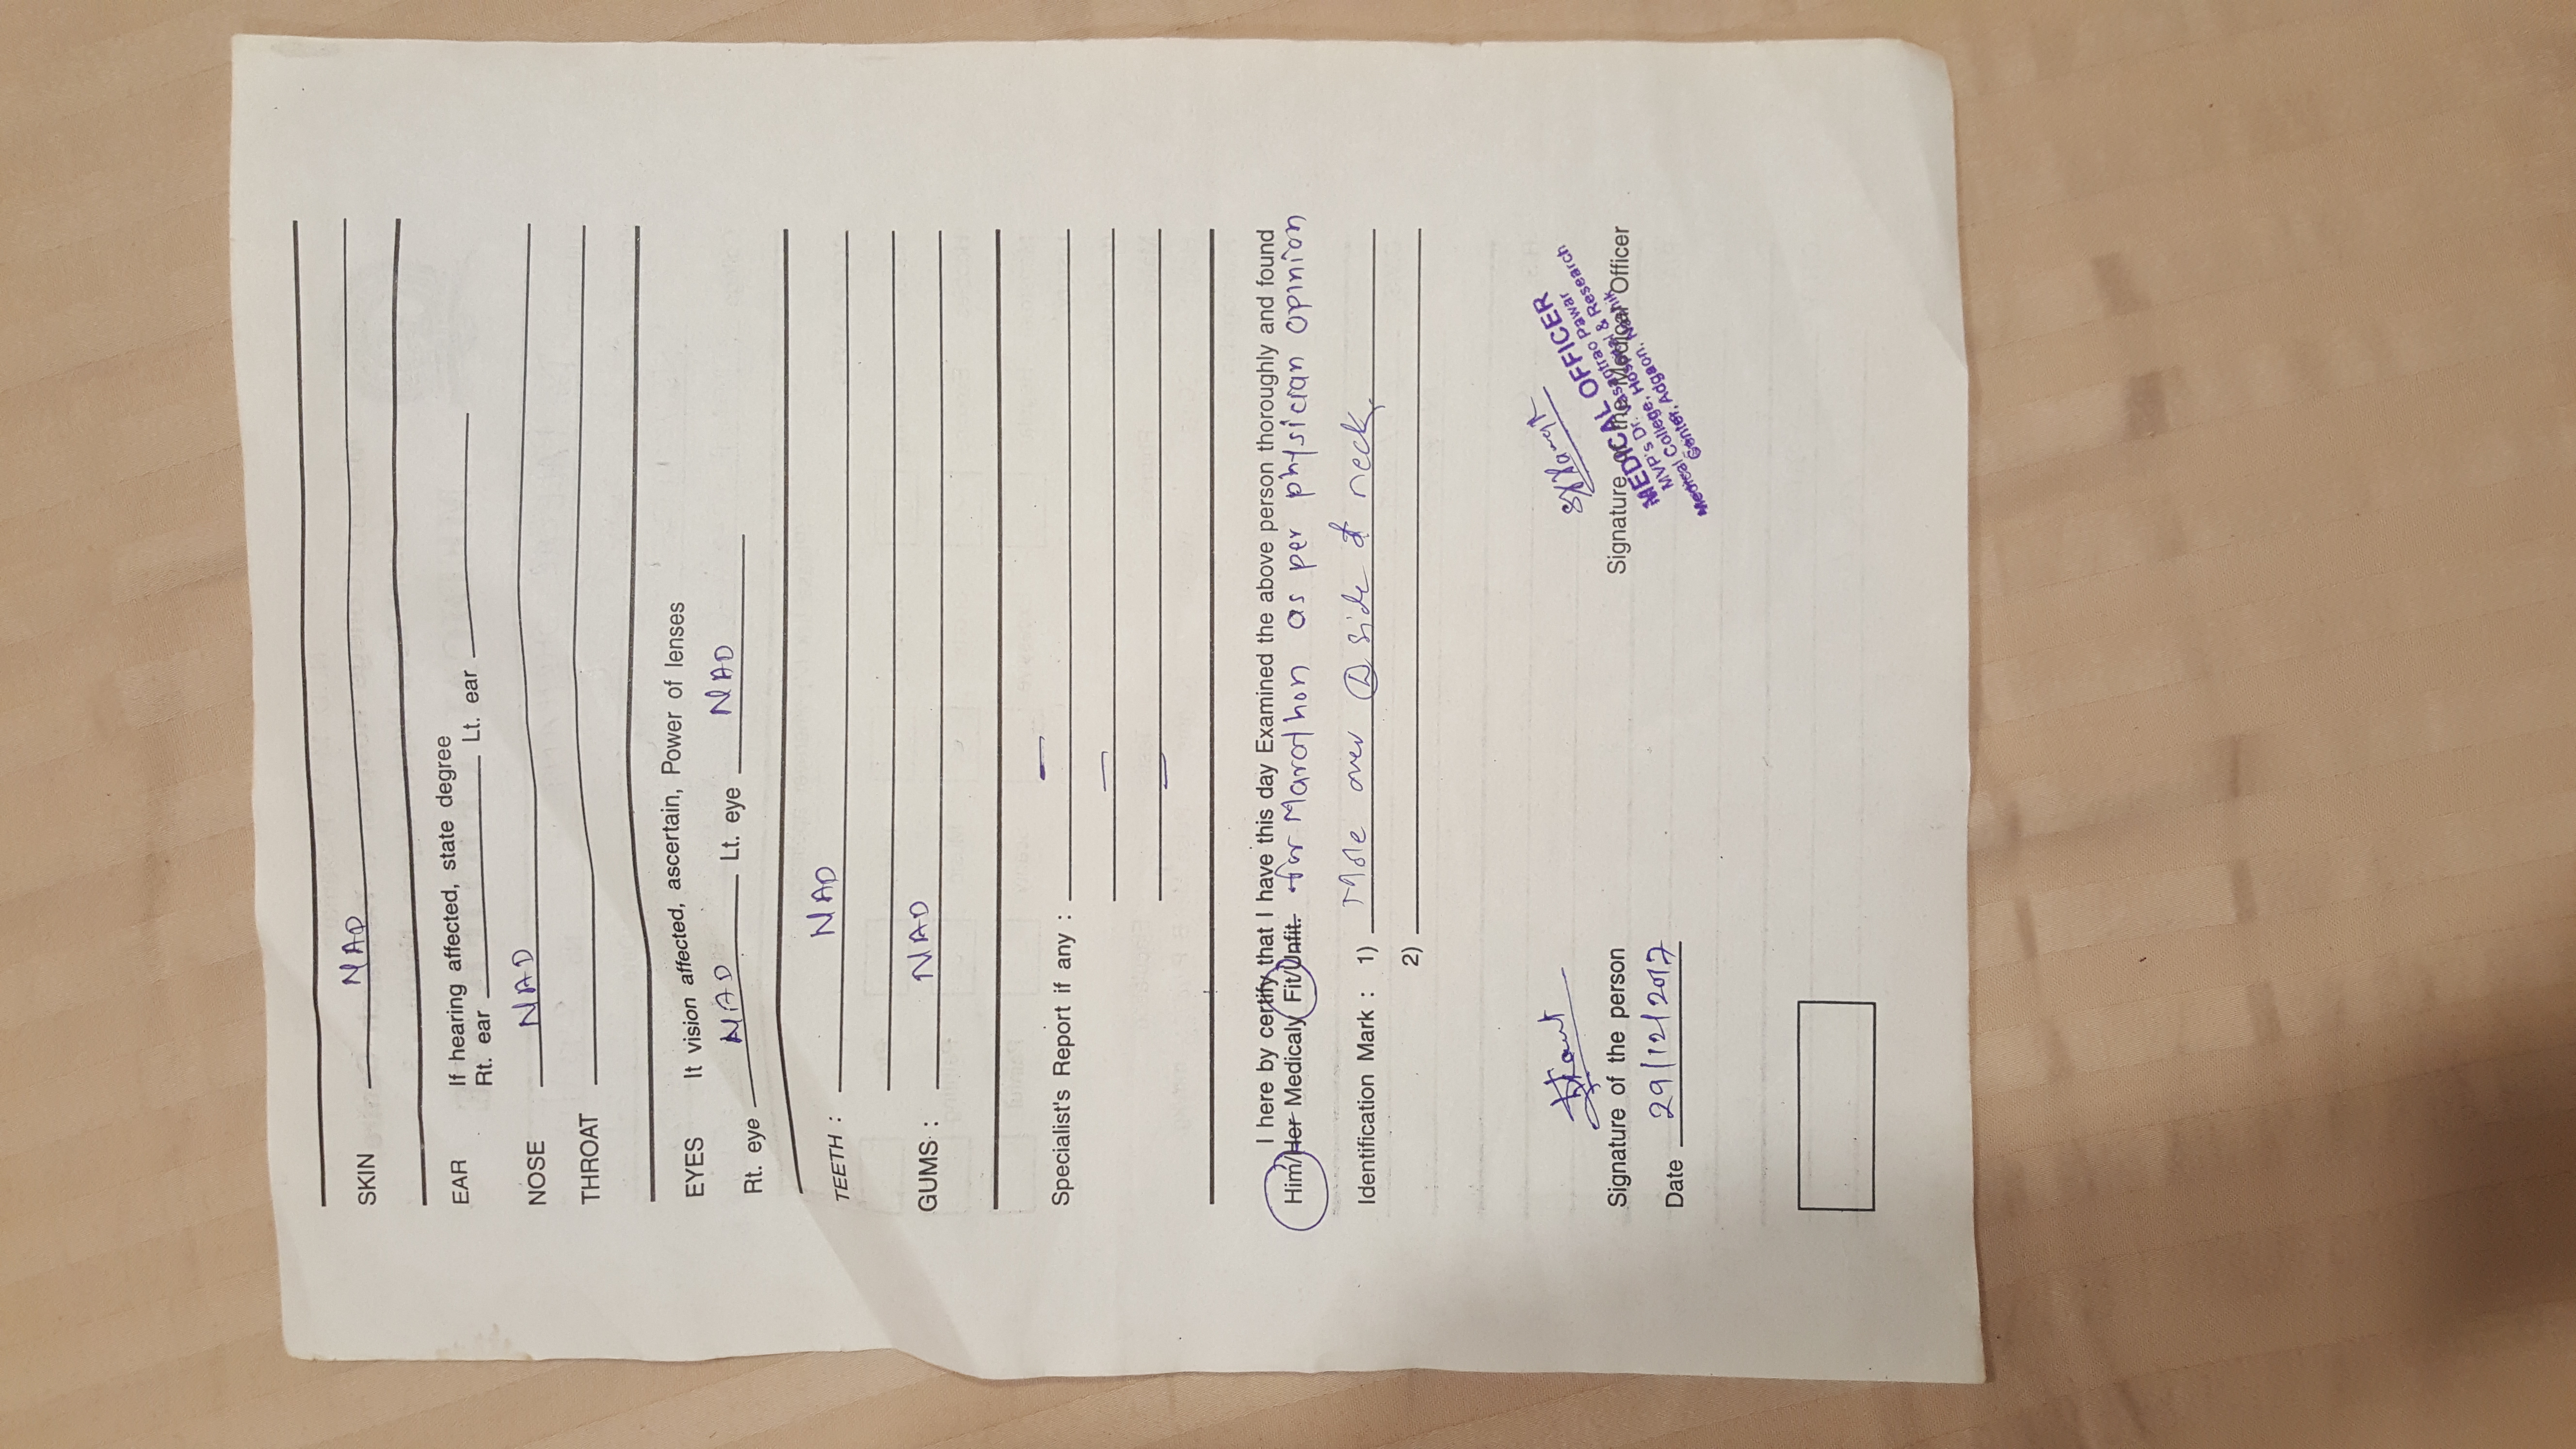 SKIN NAD
EAR If hearing affected, state degree
Rt. ear Lt. ear
NOSE NAD
THROAT
EYES It vision affected, ascertain, Power of lenses
Rt. eye NAD Lt. eye NAD
TEETH : NAD
GUMS : NAD
Specialist's Report if any :
I here by certify that I have this day Examined the above person thoroughly and found
Him/Her Medicaly Fit/Unfit. for Marathon as per physician opinion
Identification Mark : 1) Mole over side of neck
2)
Signature of the person Signature of the Medical Officer
MEDICAL OFFICER
MVP's Dr. Vasantrao Pawar
Medical College, Hospital & Research
Center, Adgaon, Nashik
Date 29/12/2017